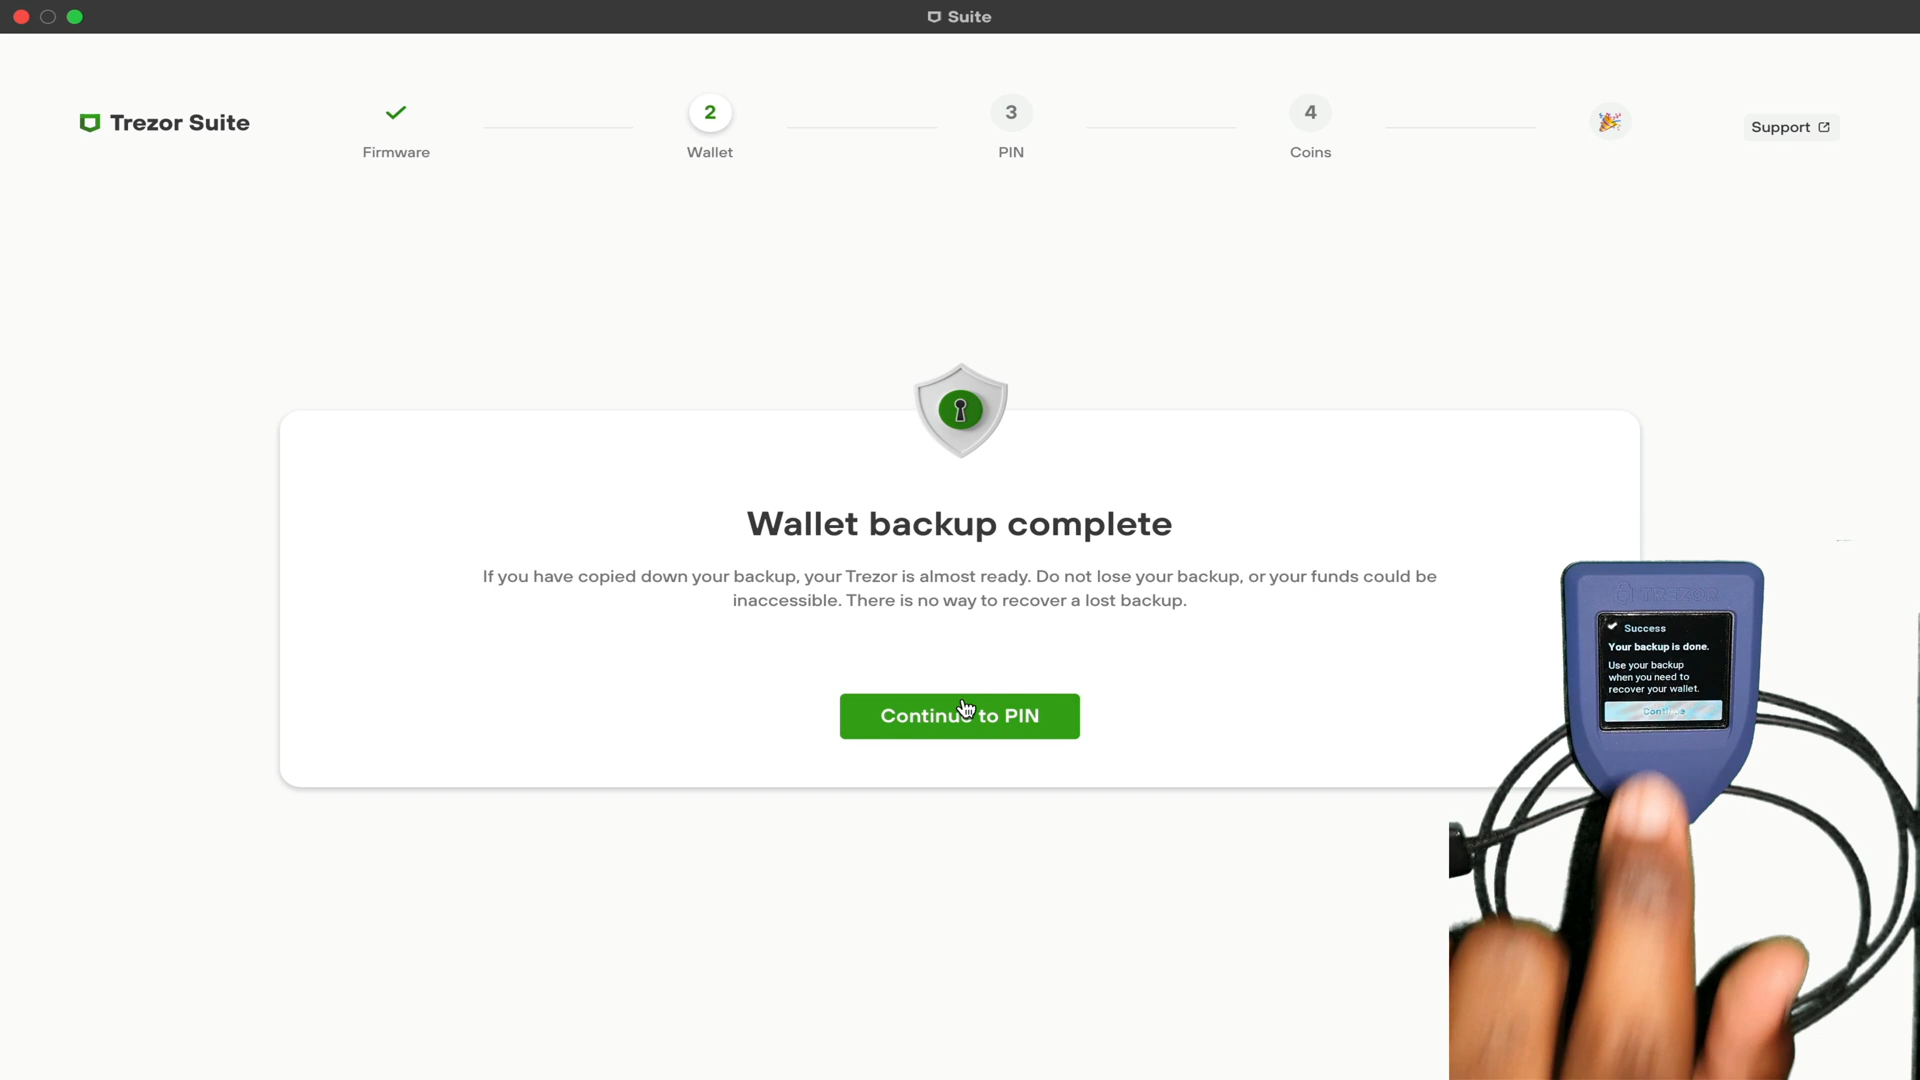 Suite
Trezor Suite
Firmware
2
Wallet
3
PIN
4
Coins
Support
Wallet backup complete
If you have copied down your backup, your Trezor is almost ready. Do not lose your backup, or your funds could be
inaccessible. There is no way to recover a lost backup.
Continue to PIN
TREZOR
Success
Your backup is done.
Use your backup
when you need to
recover your wallet.
Continue